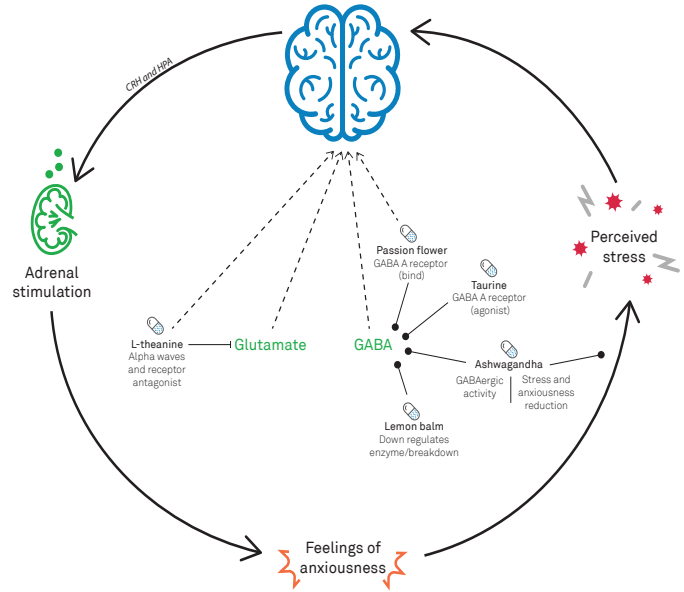 CRH and HPA
Adrenal
stimulation
Perceived
stress
Passion flower
GABA A receptor
(bind)
Taurine
GABA A receptor
(agonist)
L-theanine
Alpha waves
and receptor
antagonist
Glutamate
GABA
Ashwagandha
GABAergic
activity
Stress and
anxiousness
reduction
Lemon balm
Down regulates
enzyme/breakdown
Feelings of
anxiousness